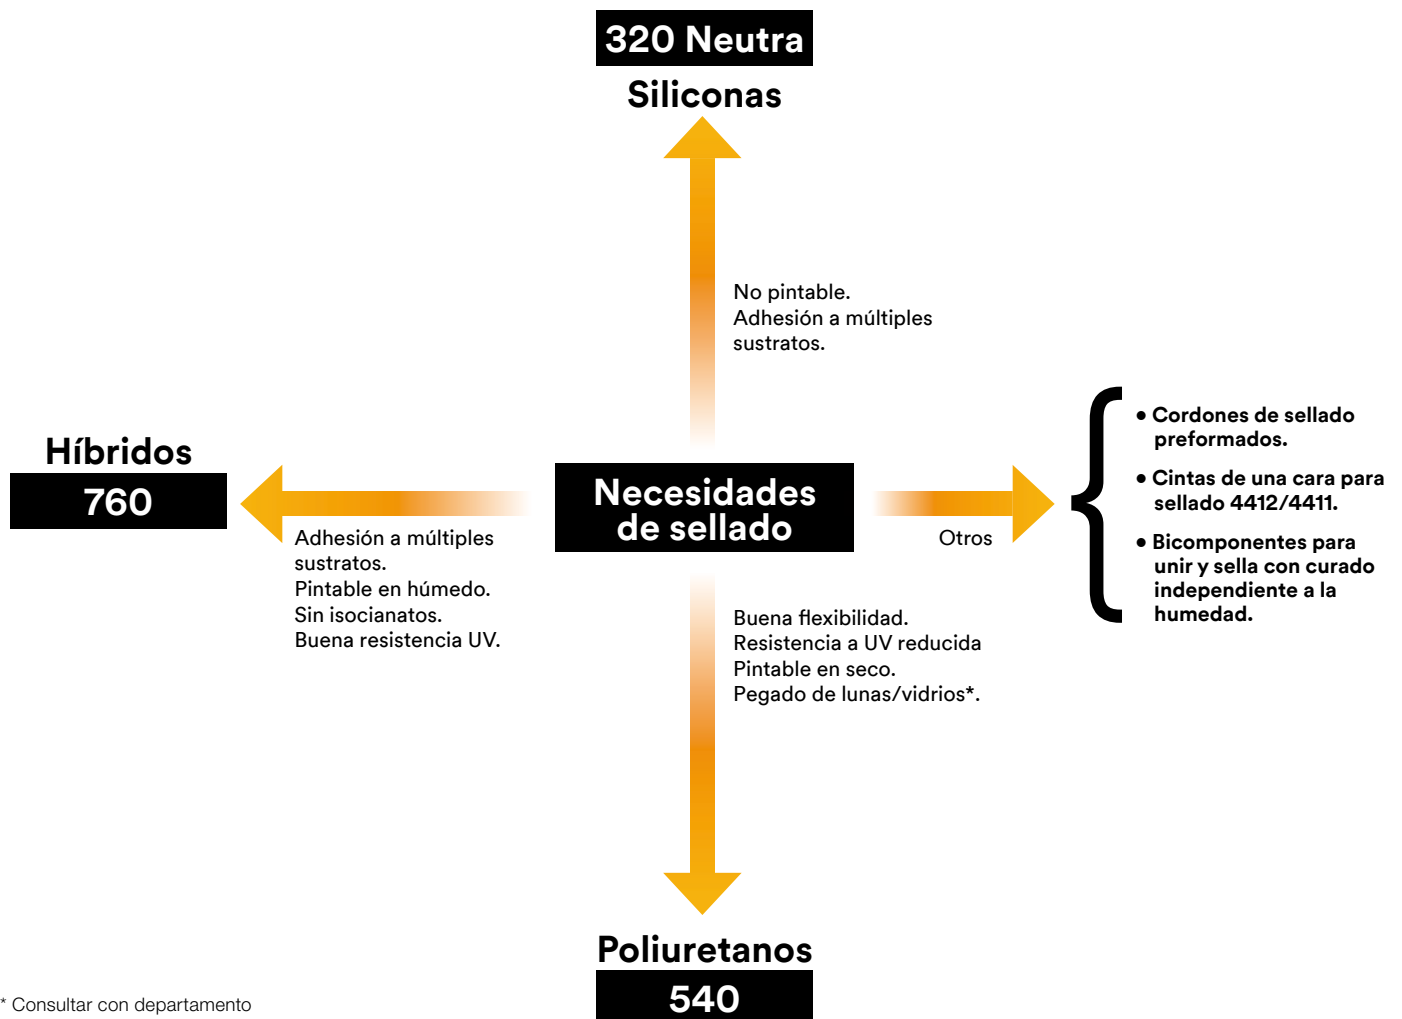 320 Neutra
Siliconas
No pintable.
Adhesión a múltiples
sustratos.
Híbridos
760
Adhesión a múltiples
sustratos.
Pintable en húmedo.
Sin isocianatos.
Buena resistencia UV.
Necesidades
de sellado
Otros
• Cordones de sellado
preformados.
• Cintas de una cara para
sellado 4412/4411.
• Bicomponentes para
unir y sella con curado
independiente a la
humedad.
Buena flexibilidad.
Resistencia a UV reducida
Pintable en seco.
Pegado de lunas/vidrios*.
Poliuretanos
540
* Consultar con departamento